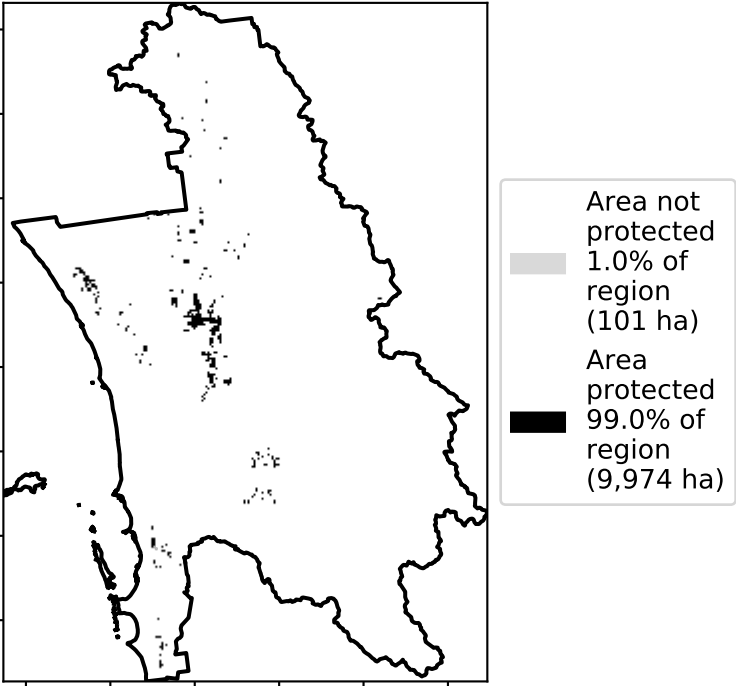 Area not
protected
1.0% of
region
(101 ha)
Area
protected
99.0% of
region
(9,974 ha)